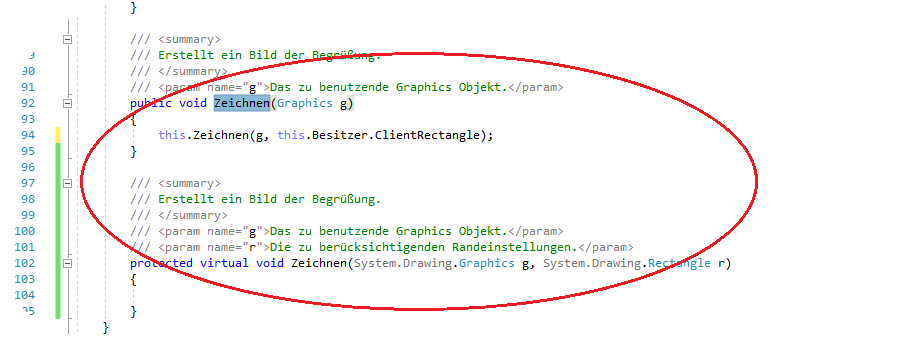 }
/// <summary>
9 /// Erstellt ein Bild der Begrüßung.
90 /// </summary>
91 /// <param name="g">Das zu benutzende Graphics Objekt.</param>
92 public void Zeichnen(Graphics g)
93 {
94 this.Zeichnen(g, this.Besitzer.ClientRectangle);
95 }
96
97 /// <summary>
98 /// Erstellt ein Bild der Begrüßung.
99 /// </summary>
100 /// <param name="g">Das zu benutzende Graphics Objekt.</param>
101 /// <param name="r">Die zu berücksichtigenden Randeinstellungen.</param>
102 protected virtual void Zeichnen(System.Drawing.Graphics g, System.Drawing.Rectangle r)
103 {
104
05 }
}